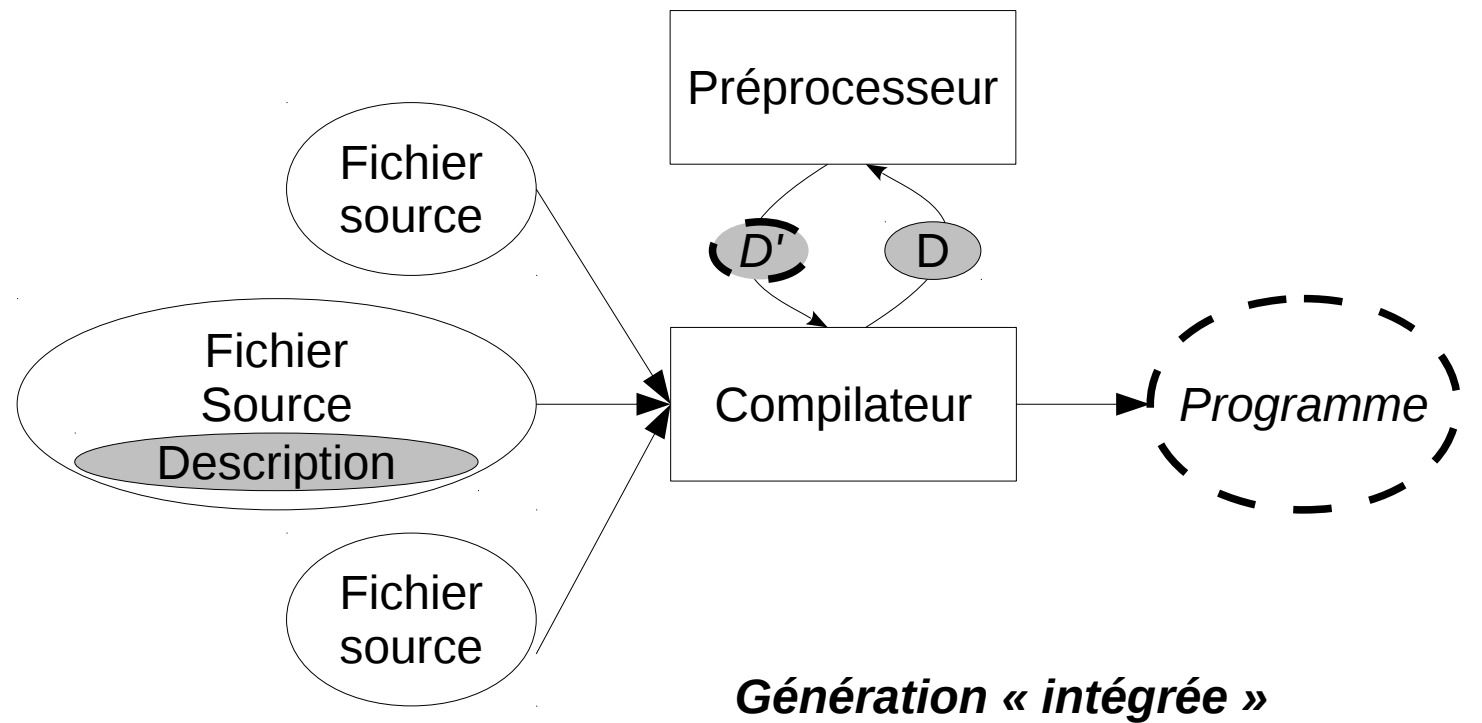 Préprocesseur
Fichier
source
D'
D
Fichier
Source
Description
Compilateur
Programme
Fichier
source
Génération « intégrée »